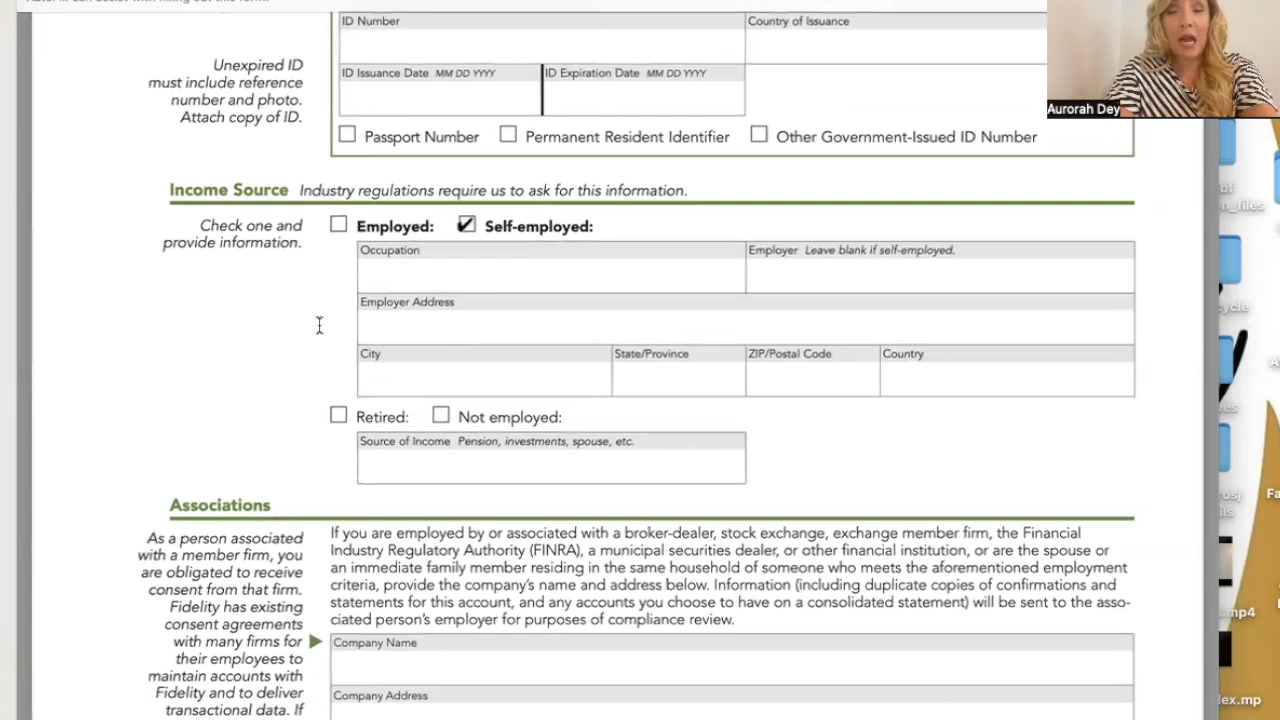 ID Number
Country of Issuance
Unexpired ID
must include reference
number and photo.
Attach copy of ID.
ID Issuance Date MM DD YYYY
ID Expiration Date MM DD YYYY
Passport Number
Permanent Resident Identifier
Other Government-Issued ID Number
Aurorah Dey
Income Source Industry regulations require us to ask for this information.
Check one and
provide information.
Employed:
Self-employed:
Occupation
Employer Leave blank if self-employed.
Employer Address
City
State/Province
ZIP/Postal Code
Country
Retired:
Not employed:
Source of Income Pension, investments, spouse, etc.
Associations
As a person associated
with a member firm, you
are obligated to receive
consent from that firm.
Fidelity has existing
consent agreements
with many firms for
their employees to
maintain accounts with
Fidelity and to deliver
transactional data. If
If you are employed by or associated with a broker-dealer, stock exchange, exchange member firm, the Financial
Industry Regulatory Authority (FINRA), a municipal securities dealer, or other financial institution, or are the spouse or
an immediate family member residing in the same household of someone who meets the aforementioned employment
criteria, provide the company's name and address below. Information (including duplicate copies of confirmations and
statements for this account, and any accounts you choose to have on a consolidated statement) will be sent to the asso-
ciated person's employer for purposes of compliance review.
Company Name
Company Address
.mp4
lex.mp